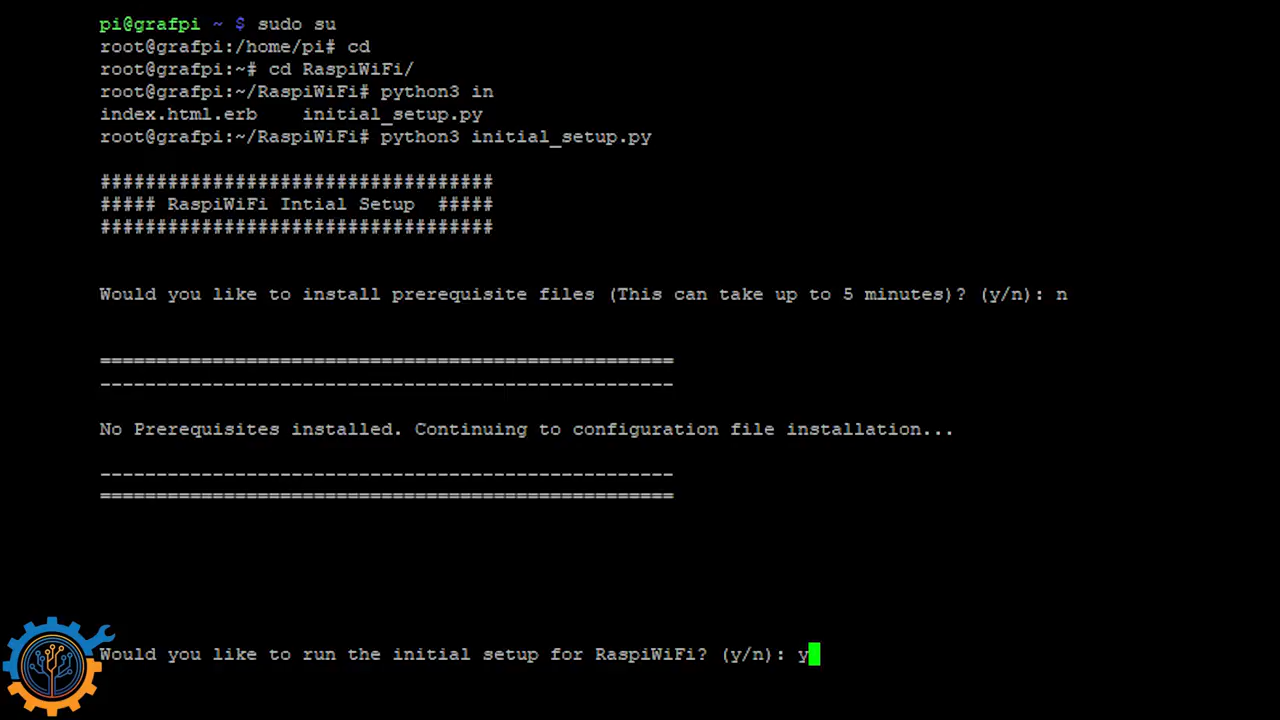 pi@grafpi ~ $ sudo su
root@grafpi:/home/pi# cd
root@grafpi:~# cd RaspiWiFi/
root@grafpi:~/RaspiWiFi# python3 in
index.html.erb    initial_setup.py
root@grafpi:~/RaspiWiFi# python3 initial_setup.py
###################################
##### RaspiWiFi Intial Setup  #####
###################################
Would you like to install prerequisite files (This can take up to 5 minutes)? (y/n): n
===================================================
---------------------------------------------------
No Prerequisites installed. Continuing to configuration file installation...
---------------------------------------------------
===================================================
Would you like to run the initial setup for RaspiWiFi? (y/n): y